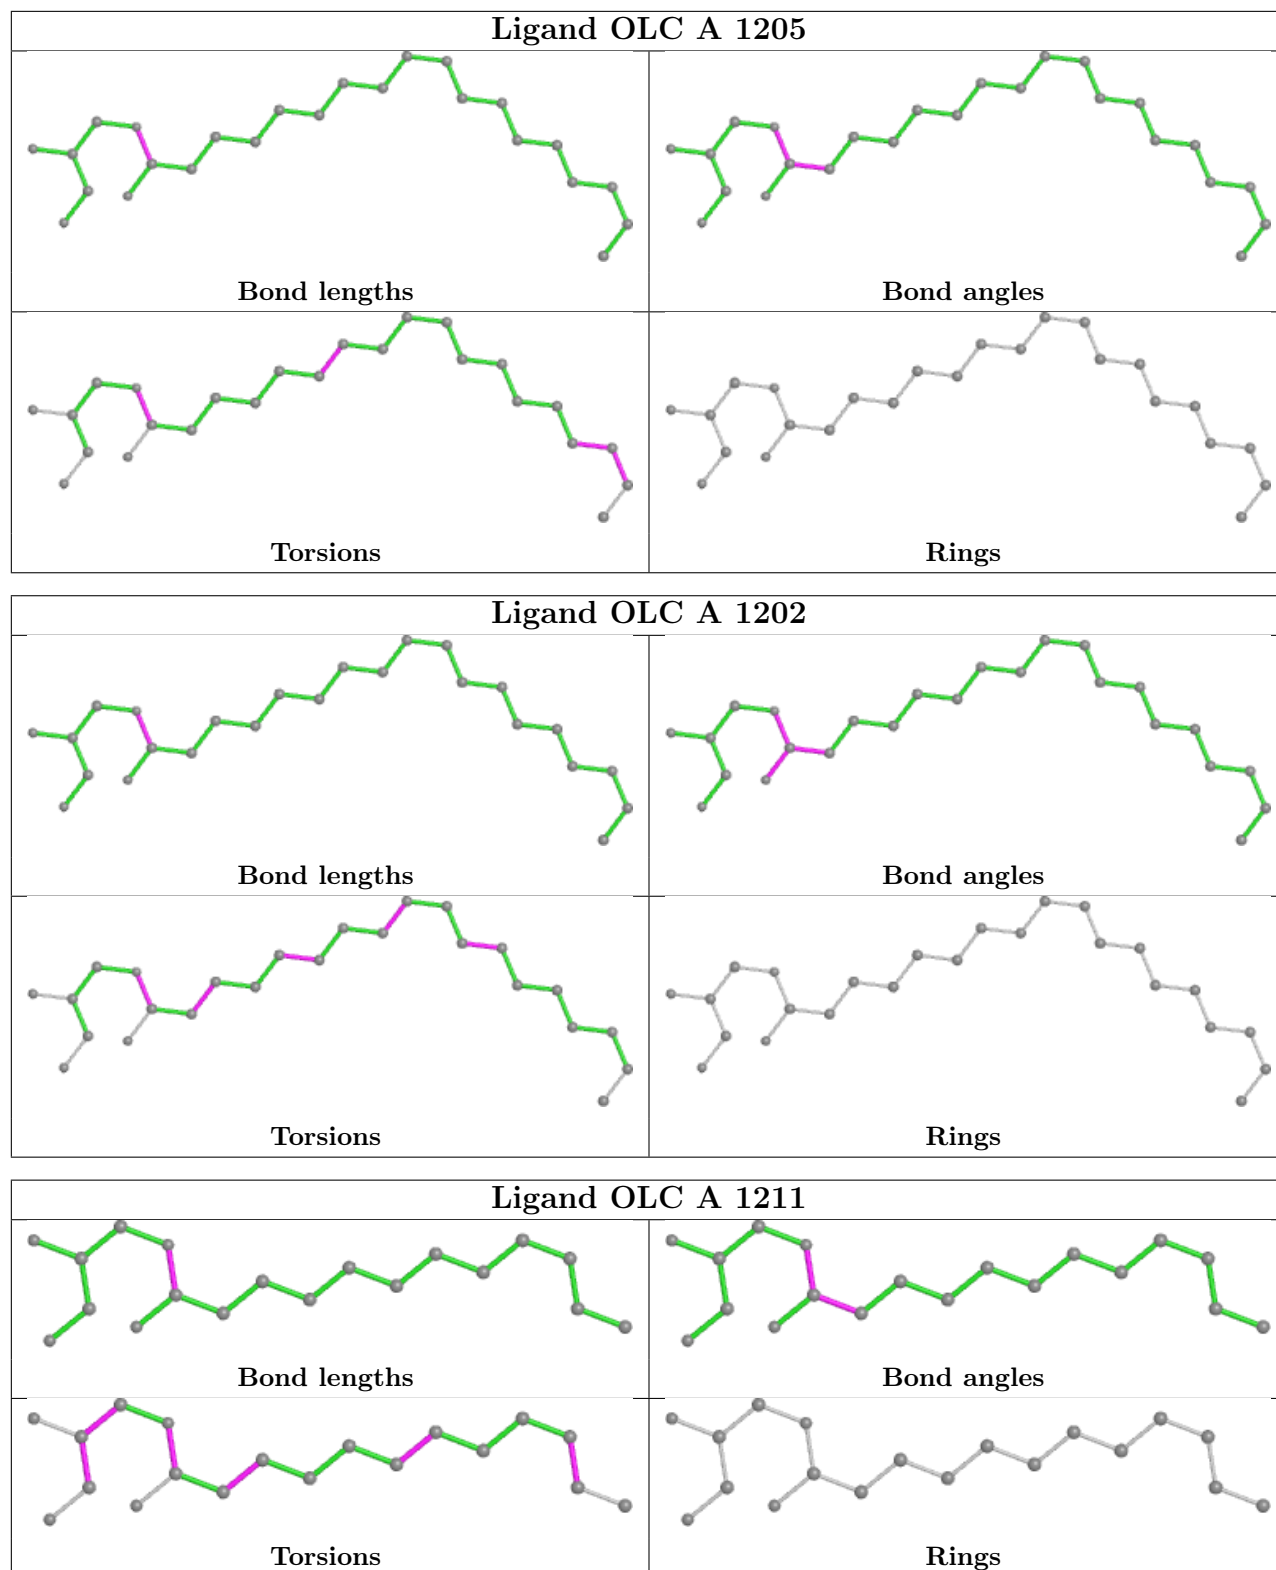 Ligand OLC A 1205
Bond lengths
Bond angles
Torsions
Rings
Ligand OLC A 1202
Bond lengths
Bond angles
Torsions
Rings
Ligand OLC A 1211
Bond lengths
Bond angles
Torsions
Rings